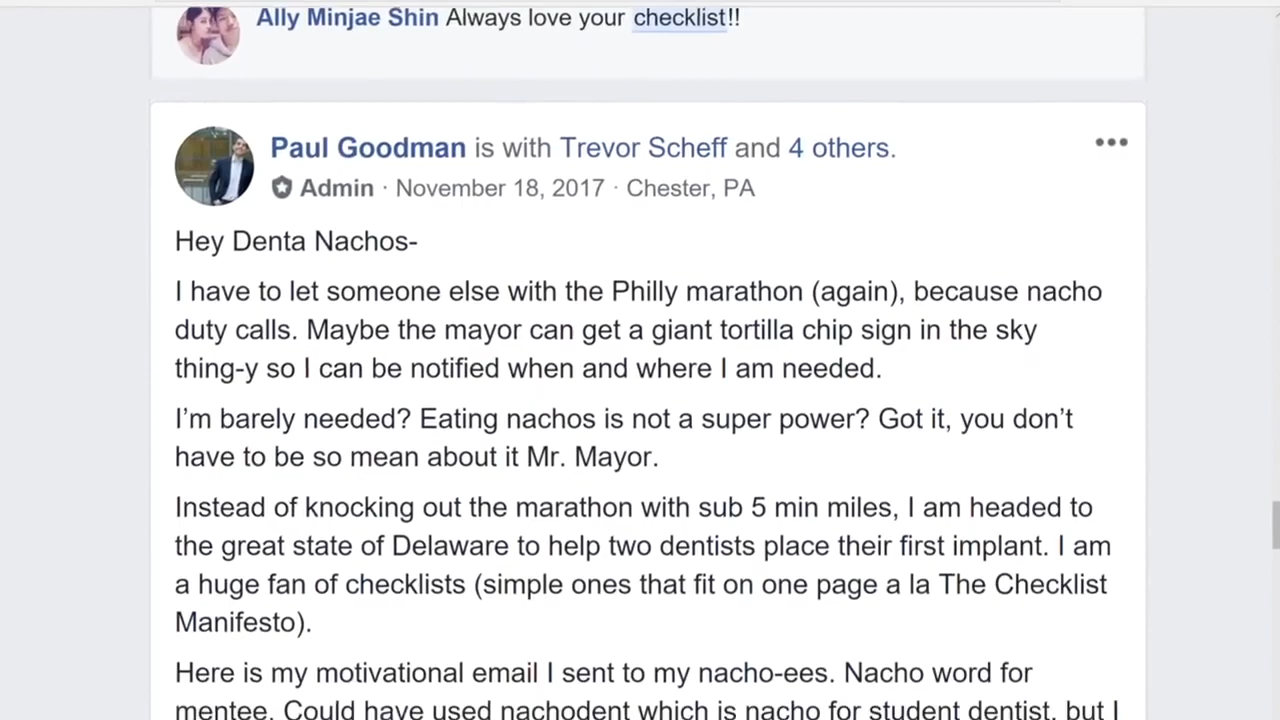 Ally Minjae Shin Always love your checklist!!
Paul Goodman is with Trevor Scheff and 4 others.
Admin · November 18, 2017 · Chester, PA
Hey Denta Nachos-
I have to let someone else with the Philly marathon (again), because nacho
duty calls. Maybe the mayor can get a giant tortilla chip sign in the sky
thing-y so I can be notified when and where I am needed.
I’m barely needed? Eating nachos is not a super power? Got it, you don’t
have to be so mean about it Mr. Mayor.
Instead of knocking out the marathon with sub 5 min miles, I am headed to
the great state of Delaware to help two dentists place their first implant. I am
a huge fan of checklists (simple ones that fit on one page a la The Checklist
Manifesto).
Here is my motivational email I sent to my nacho-ees. Nacho word for
mentee. Could have used nachodent which is nacho for student dentist, but I